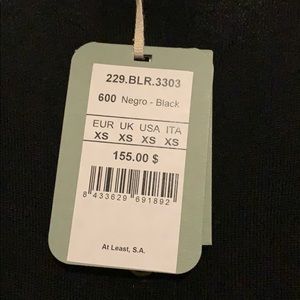 229.BLR.3303
600 Negro - Black
EUR UK USA ITA
XS XS XS XS
155.00 $
8 433629 691892
At Least, S.A.